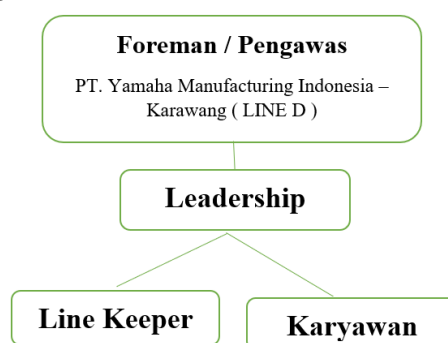 Foreman / Pengawas
PT. Yamaha Manufacturing Indonesia –
Karawang ( LINE D )
Leadership
Line Keeper
Karyawan